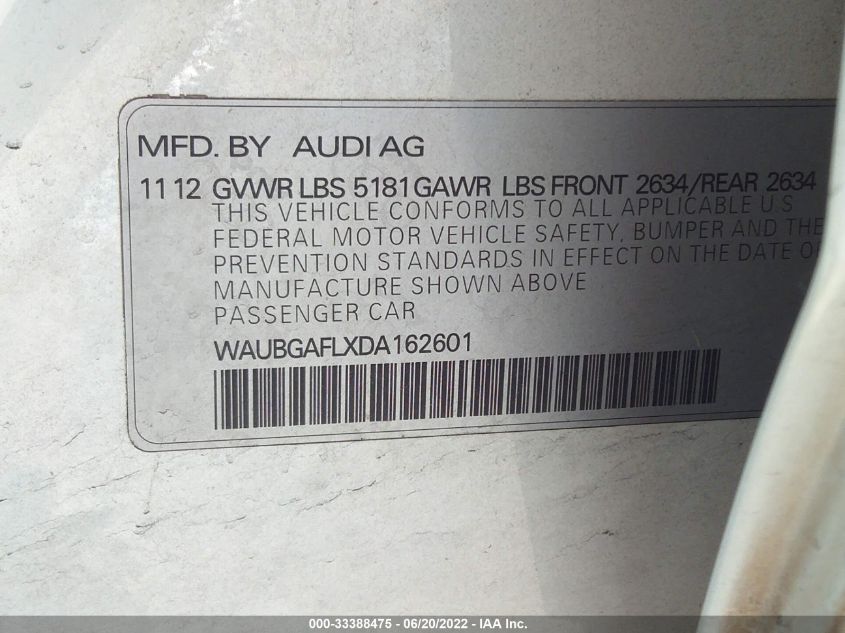 MFD. BY AUDI AG
11 12 GVWR LBS 5181 GAWR LBS FRONT 2634/REAR 2634
THIS VEHICLE CONFORMS TO ALL APPLICABLE U.S
FEDERAL MOTOR VEHICLE SAFETY, BUMPER AND THE
PREVENTION STANDARDS IN EFFECT ON THE DATE OF
MANUFACTURE SHOWN ABOVE
PASSENGER CAR
WAUBGAFLXDA162601
000-33388475 - 06/20/2022 - IAA Inc.